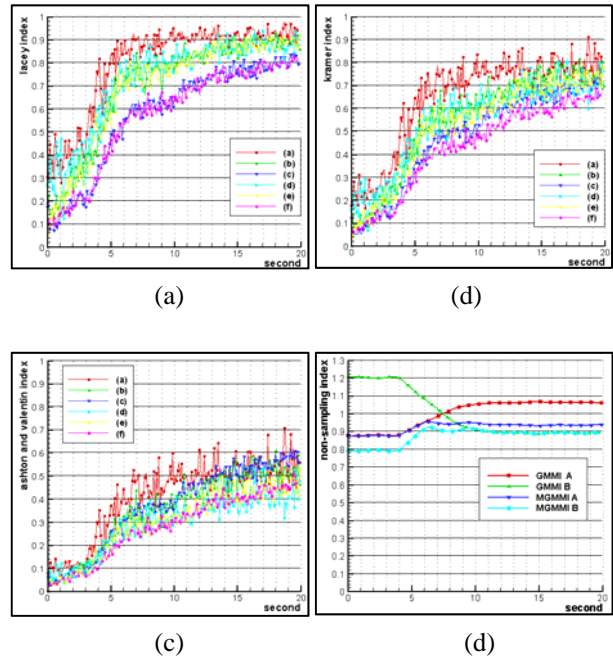 lacey index
1
0.9
0.8
0.7
0.6
0.5
0.4
0.3
0.2
0.1
0
(a)
(b)
(c)
(d)
(e)
(f)
0 5 10 15 20
second
(a)
kramer index
1
0.9
0.8
0.7
0.6
0.5
0.4
0.3
0.2
0.1
0
(a)
(b)
(c)
(d)
(e)
(f)
0 5 10 15 20
second
(d)
ashton and valentin index
1
0.9
0.8
0.7
0.6
0.5
0.4
0.3
0.2
0.1
0
(a)
(b)
(c)
(d)
(e)
(f)
0 5 10 15 20
second
(c)
non-sampling index
1.3
1.2
1.1
1
0.9
0.8
0.7
0.6
0.5
0.4
0.3
0.2
0.1
0
GMMI A
GMMI B
MGMMI A
MGMMI B
0 5 10 15 20
second
(d)